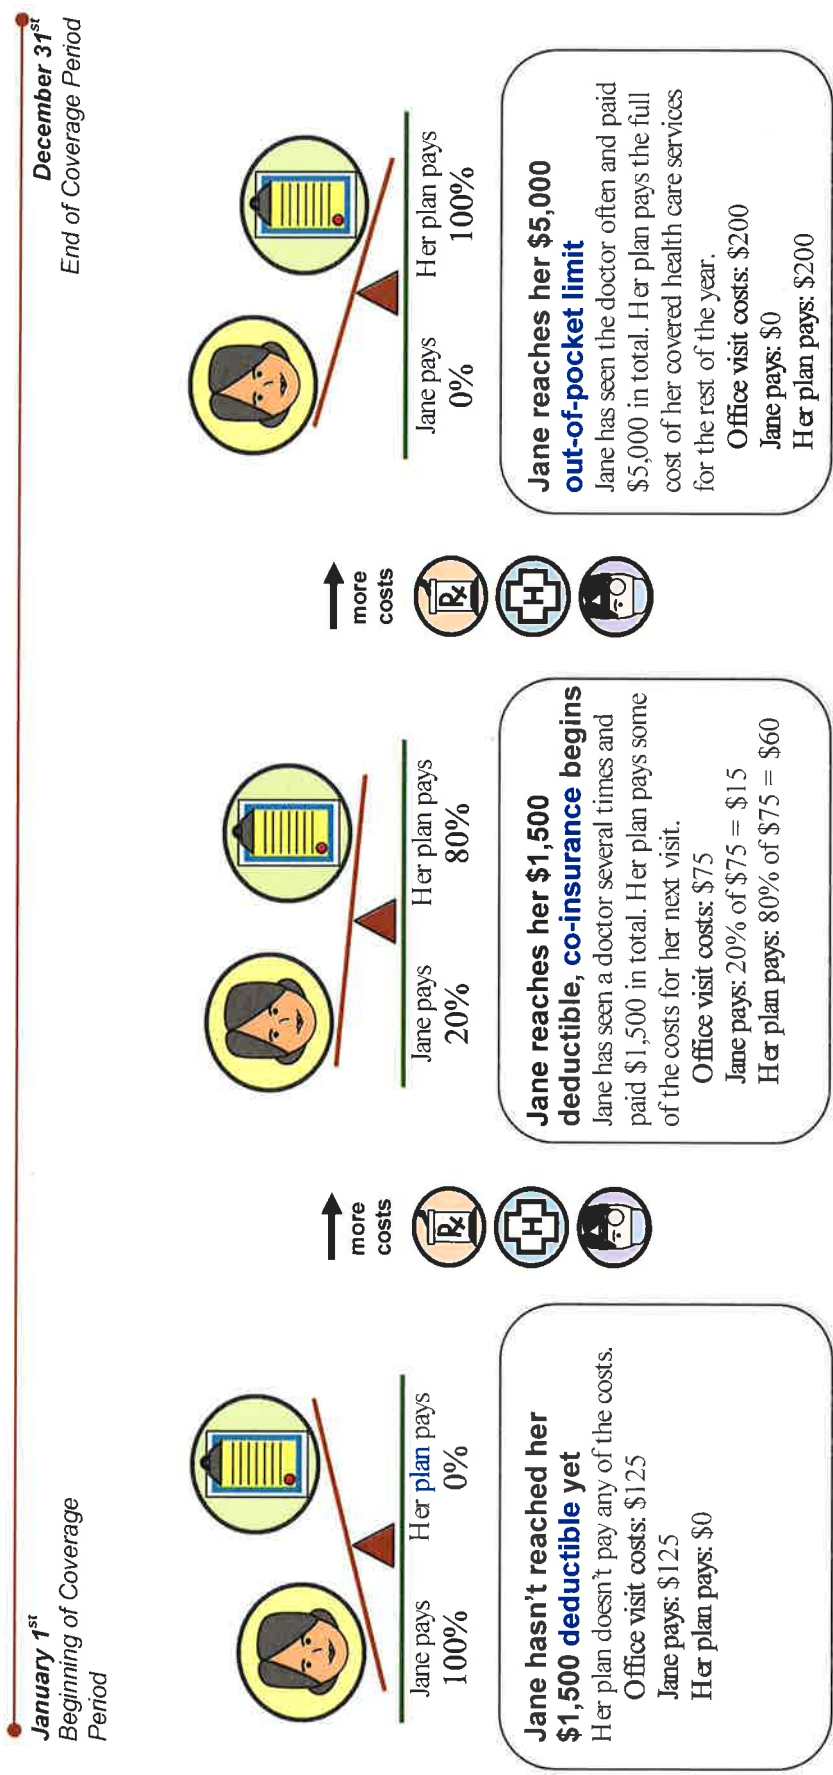 January 1st
Beginning of Coverage
Period
December 31st
End of Coverage Period
Jane pays
100%
Her plan pays
0%
more
costs
Rx
H
Jane pays
20%
Her plan pays
80%
more
costs
Rx
H
Jane pays
0%
Her plan pays
100%
Jane hasn't reached her
$1,500 deductible yet
Her plan doesn't pay any of the costs.
Office visit costs: $125
Jane pays: $125
Her plan pays: $0
Jane reaches her $1,500
deductible, co-insurance begins
Jane has seen a doctor several times and
paid $1,500 in total. Her plan pays some
of the costs for her next visit.
Office visit costs: $75
Jane pays: 20% of $75 = $15
Her plan pays: 80% of $75 = $60
Jane reaches her $5,000
out-of-pocket limit
Jane has seen the doctor often and paid
$5,000 in total. Her plan pays the full
cost of her covered health care services
for the rest of the year.
Office visit costs: $200
Jane pays: $0
Her plan pays: $200